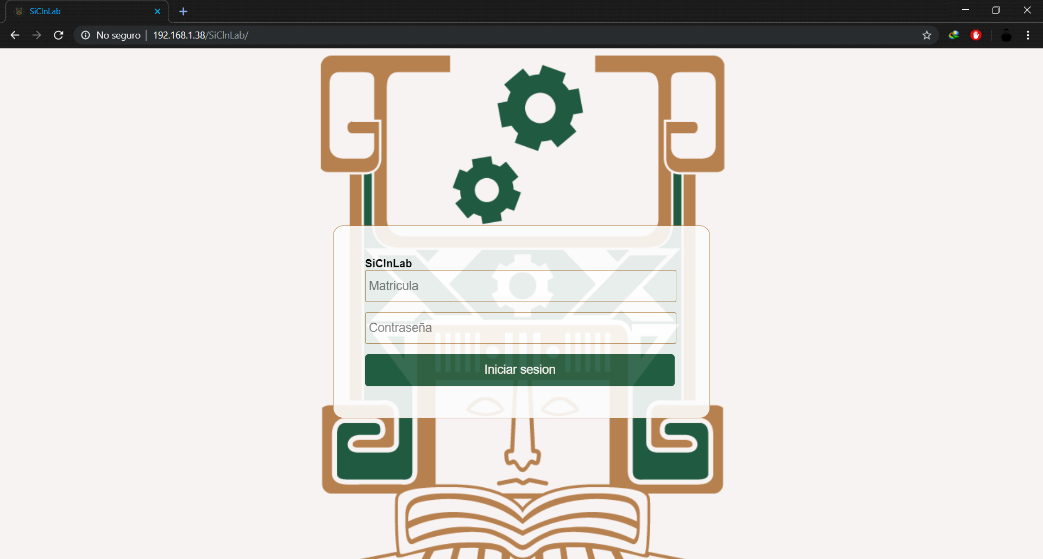 SiCInLab
No seguro | 192.168.1.38/SiCInLab/
SiCInLab
Matricula
Contraseña
Iniciar sesion